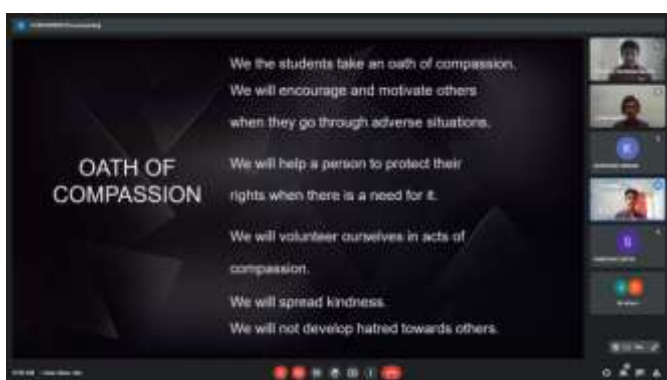 OATH OF
COMPASSION
We the students take an oath of compassion.
We will encourage and motivate others
when they go through adverse situations.
We will help a person to protect their
rights when there is a need for it.
We will volunteer ourselves in acts of
compassion.
We will spread kindness.
We will not develop hatred towards others.